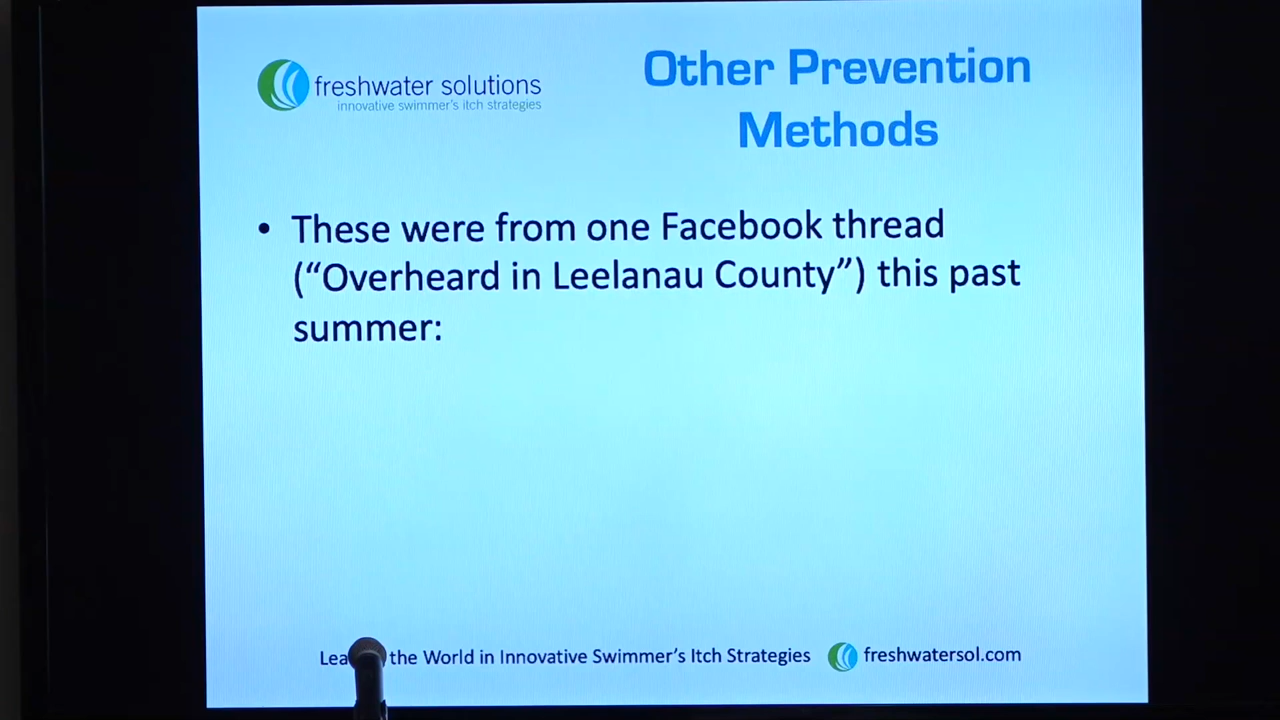 freshwater solutions
innovative swimmer's itch strategies
Other Prevention
Methods
• These were from one Facebook thread
(“Overheard in Leelanau County”) this past
summer:
the World in Innovative Swimmer's Itch Strategies
freshwatersol.com